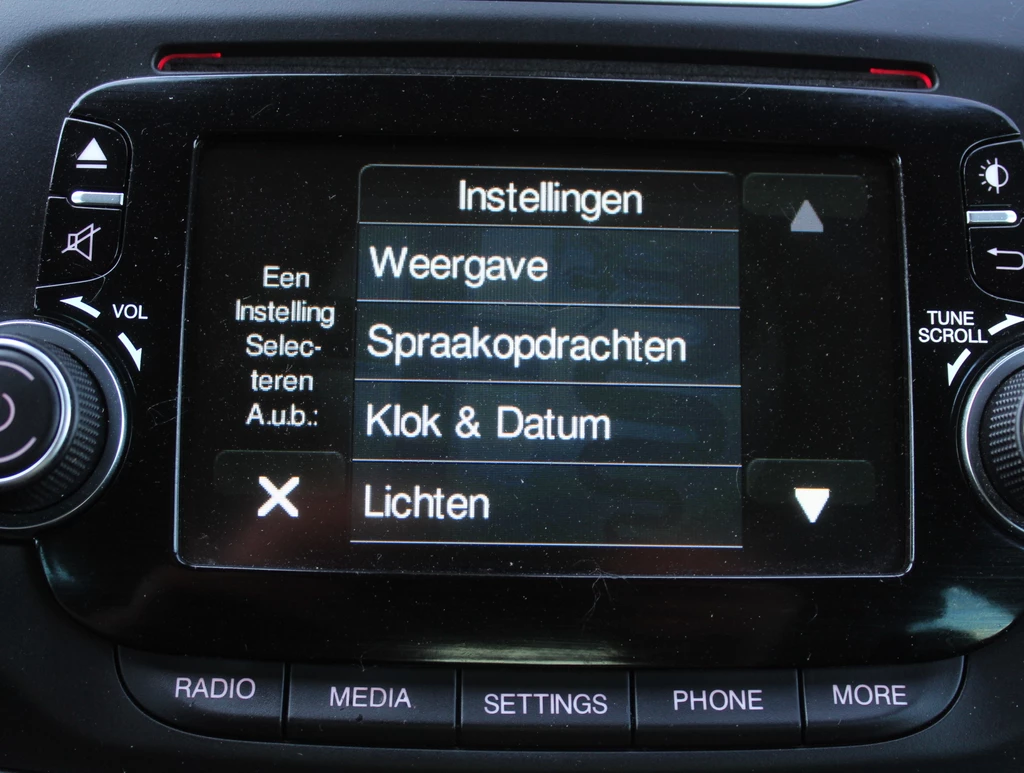 Instellingen
Een
Instelling
Selec-
teren
A.u.b.:
Weergave
Spraakopdrachten
Klok & Datum
Lichten
VOL
TUNE
SCROLL
RADIO
MEDIA
SETTINGS
PHONE
MORE